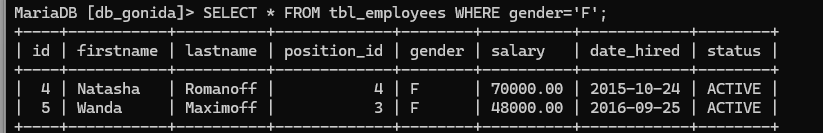 MariaDB [db_gonida]> SELECT * FROM tbl_employees WHERE gender='F';
+----+-----------+----------+-------------+--------+----------+------------+--------+
| id | firstname | lastname | position_id | gender | salary   | date_hired | status |
+----+-----------+----------+-------------+--------+----------+------------+--------+
|  4 | Natasha   | Romanoff |           4 | F      | 70000.00 | 2015-10-24 | ACTIVE |
|  5 | Wanda     | Maximoff |           3 | F      | 48000.00 | 2016-09-25 | ACTIVE |
+----+-----------+----------+-------------+--------+----------+------------+--------+